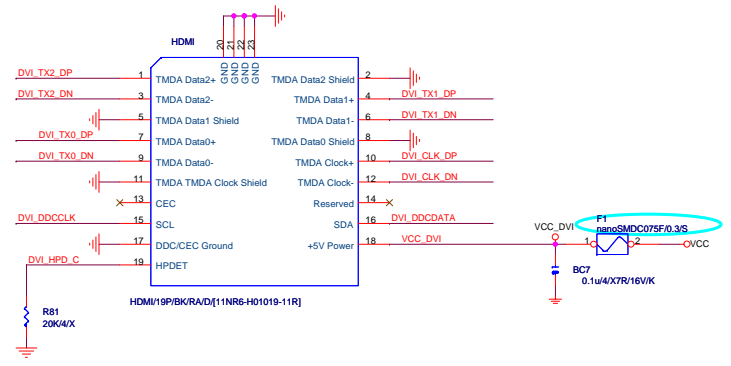 HDMI
20 21 22 23
GND GND GND GND
DVI_TX2_DP 1 TMDA Data2+ TMDA Data2 Shield 2
DVI_TX2_DN 3 TMDA Data2- TMDA Data1+ 4 DVI_TX1_DP
5 TMDA Data1 Shield TMDA Data1- 6 DVI_TX1_DN
DVI_TX0_DP 7 TMDA Data0+ TMDA Data0 Shield 8
DVI_TX0_DN 9 TMDA Data0- TMDA Clock+ 10 DVI_CLK_DP
11 TMDA TMDA Clock Shield TMDA Clock- 12 DVI_CLK_DN
13 CEC Reserved 14
DVI_DDCCLK 15 SCL SDA 16 DVI_DDCDATA
17 DDC/CEC Ground +5V Power 18 VCC_DVI
DVI_HPD_C 19 HPDET
HDMI/19P/BK/RA/D/[11NR6-H01019-11R]
R81
20K/4/X
F1
nanoSMDC075F/0.3/S
VCC_DVI
1 2 VCC
BC7
0.1u/4/X7R/16V/K